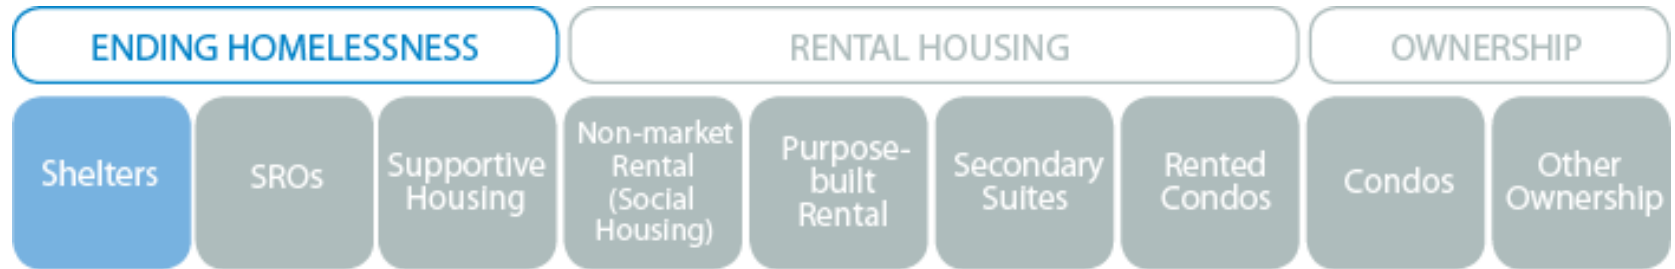 ENDING HOMELESSNESS
RENTAL HOUSING
OWNERSHIP
Shelters
SROs
Supportive
Housing
Non-market
Rental
(Social
Housing)
Purpose-
built
Rental
Secondary
Suites
Rented
Condos
Condos
Other
Ownership